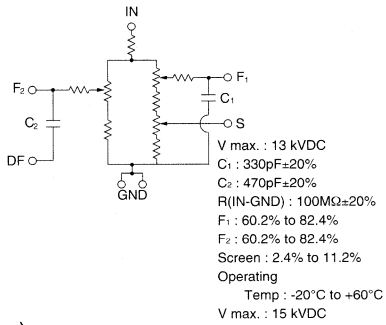 IN
F₂
F₁
C₁
C₂
S
DF
GND
V max. : 13 kVDC
C₁ : 330pF±20%
C₂ : 470pF±20%
R(IN-GND) : 100MΩ±20%
F₁ : 60.2% to 82.4%
F₂ : 60.2% to 82.4%
Screen : 2.4% to 11.2%
Operating
Temp : -20°C to +60°C
V max. : 15 kVDC